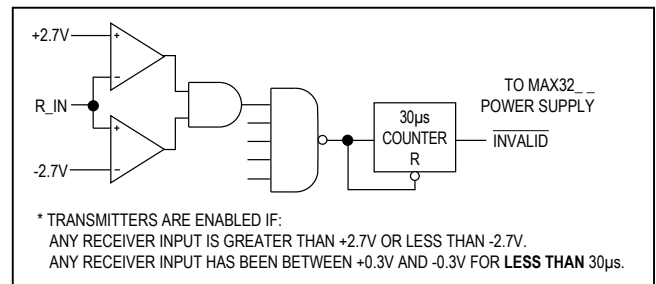 +2.7V
R_IN
-2.7V
30µs
COUNTER
R
TO MAX32_ _
POWER SUPPLY
INVALID
* TRANSMITTERS ARE ENABLED IF:
ANY RECEIVER INPUT IS GREATER THAN +2.7V OR LESS THAN -2.7V.
ANY RECEIVER INPUT HAS BEEN BETWEEN +0.3V AND -0.3V FOR LESS THAN 30µs.